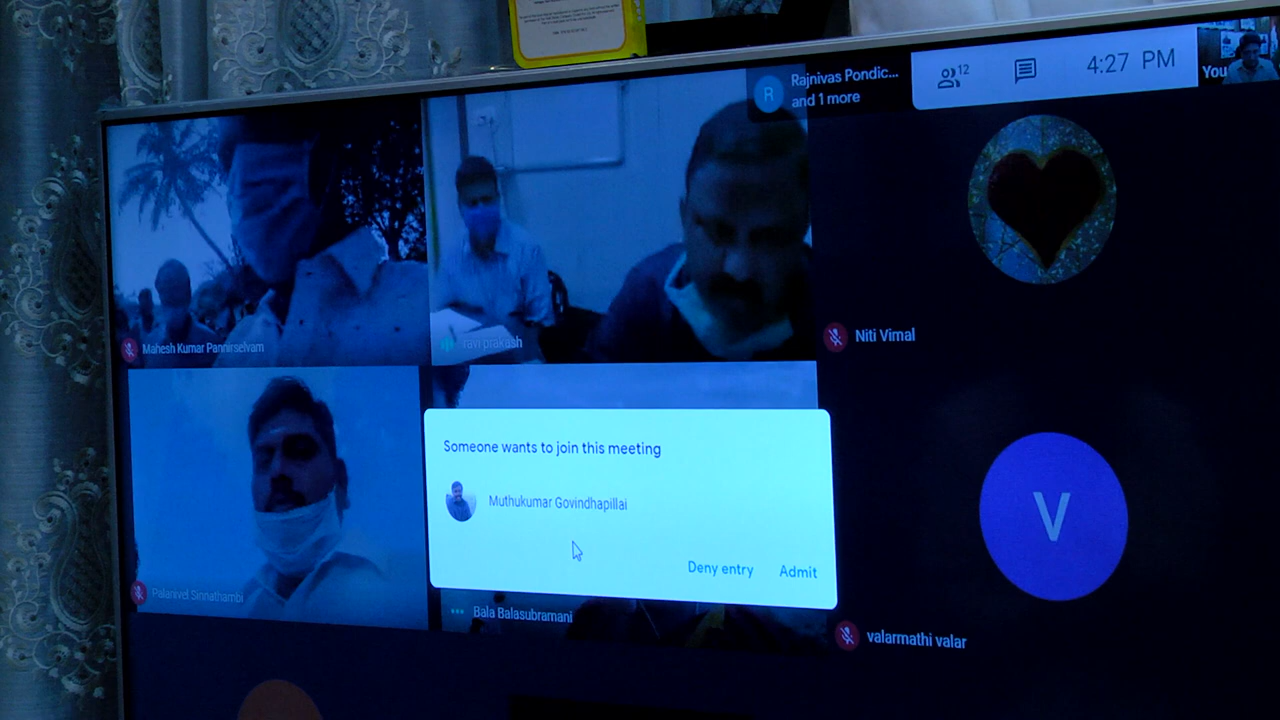 Rajnivas Pondic...
and 1 more
12
4:27 PM
You
R
Mahesh Kumar Pannirselvam
ravi prakash
Niti Vimal
Someone wants to join this meeting
Muthukumar Govindhapillai
Deny entry
Admit
V
Palanivel Sinnathambi
Bala Balasubramani
valarmathi valar